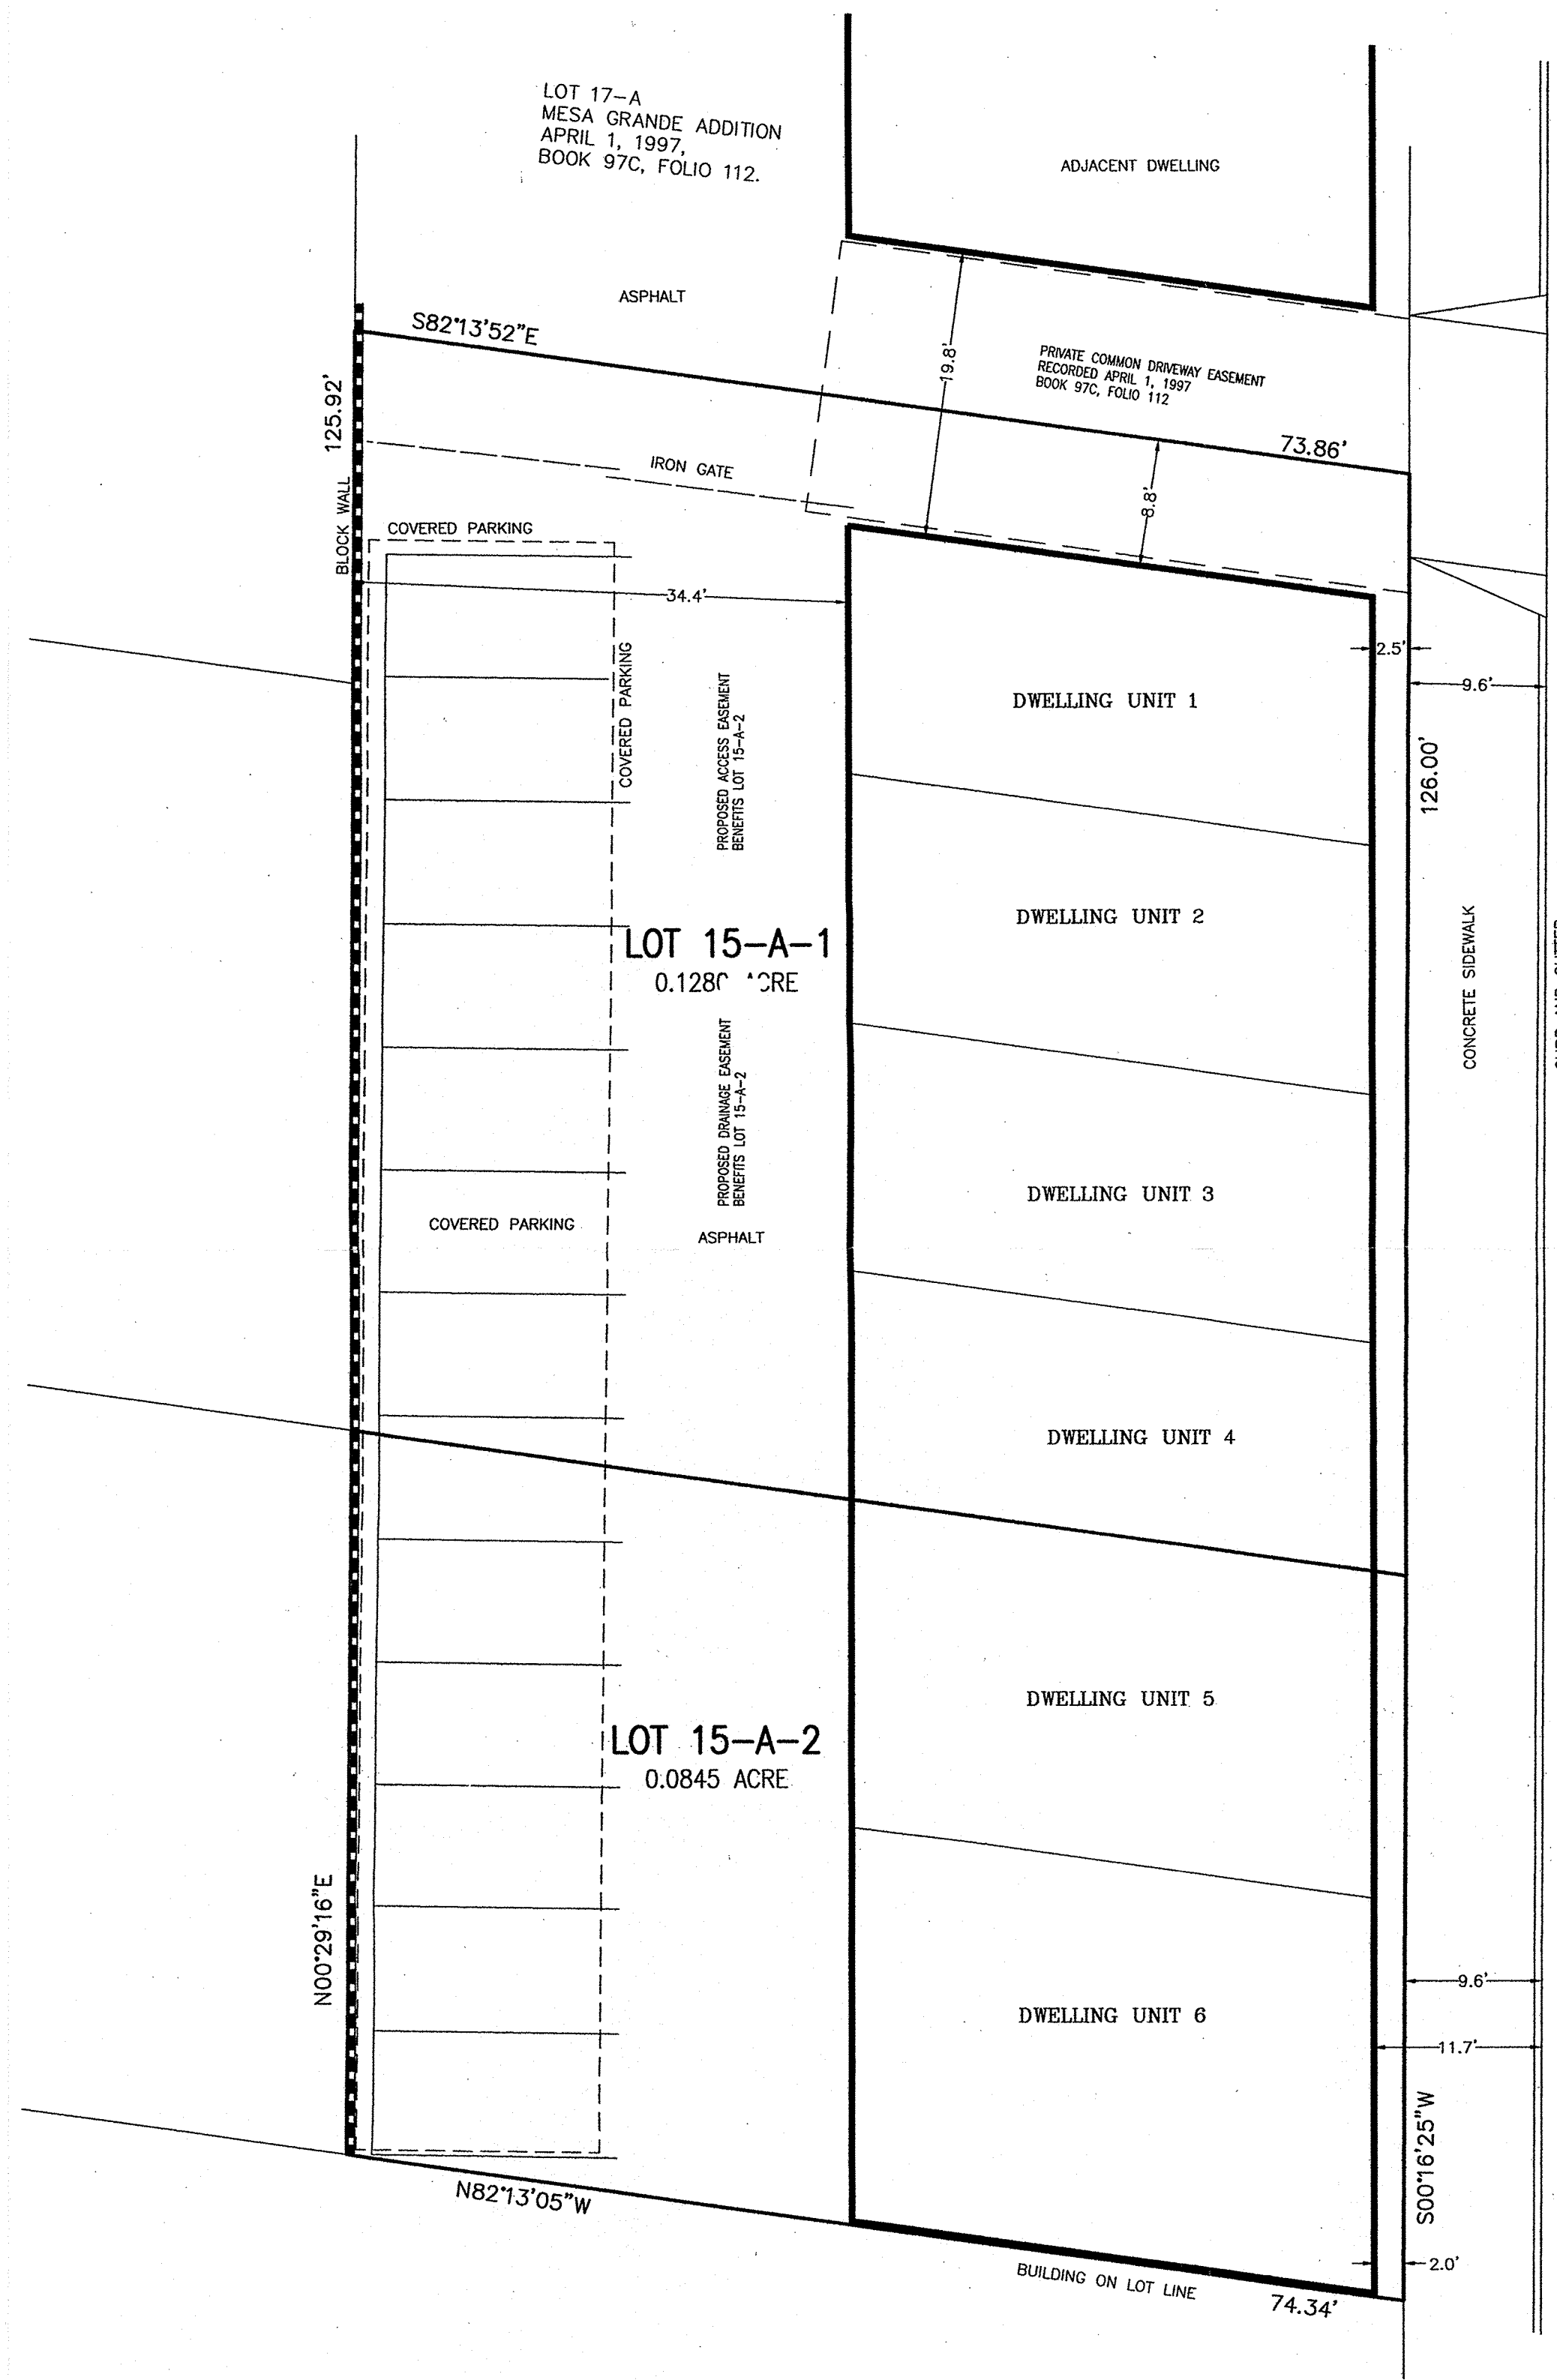 LOT 17-A
MESA GRANDE ADDITION
APRIL 1, 1997,
BOOK 97C, FOLIO 112.
ADJACENT DWELLING
ASPHALT
S82°13'52"E
125.92'
BLOCK WALL
19.8'
PRIVATE COMMON DRIVEWAY EASEMENT
RECORDED APRIL 1, 1997
BOOK 97C, FOLIO 112
73.86'
IRON GATE
8.8'
COVERED PARKING
34.4'
COVERED PARKING
PROPOSED ACCESS EASEMENT
BENEFITS LOT 15-A-2
DWELLING UNIT 1
2.5'
9.6'
126.00'
DWELLING UNIT 2
LOT 15-A-1
CONCRETE SIDEWALK
PROPOSED DRAINAGE EASEMENT
BENEFITS LOT 15-A-2
DWELLING UNIT 3
COVERED PARKING
ASPHALT
DWELLING UNIT 4
DWELLING UNIT 5
LOT 15-A-2
0.0845 ACRE
N00°29'16"E
DWELLING UNIT 6
9.6'
11.7'
S00°16'25"W
N82°13'05"W
BUILDING ON LOT LINE
2.0'
74.34'